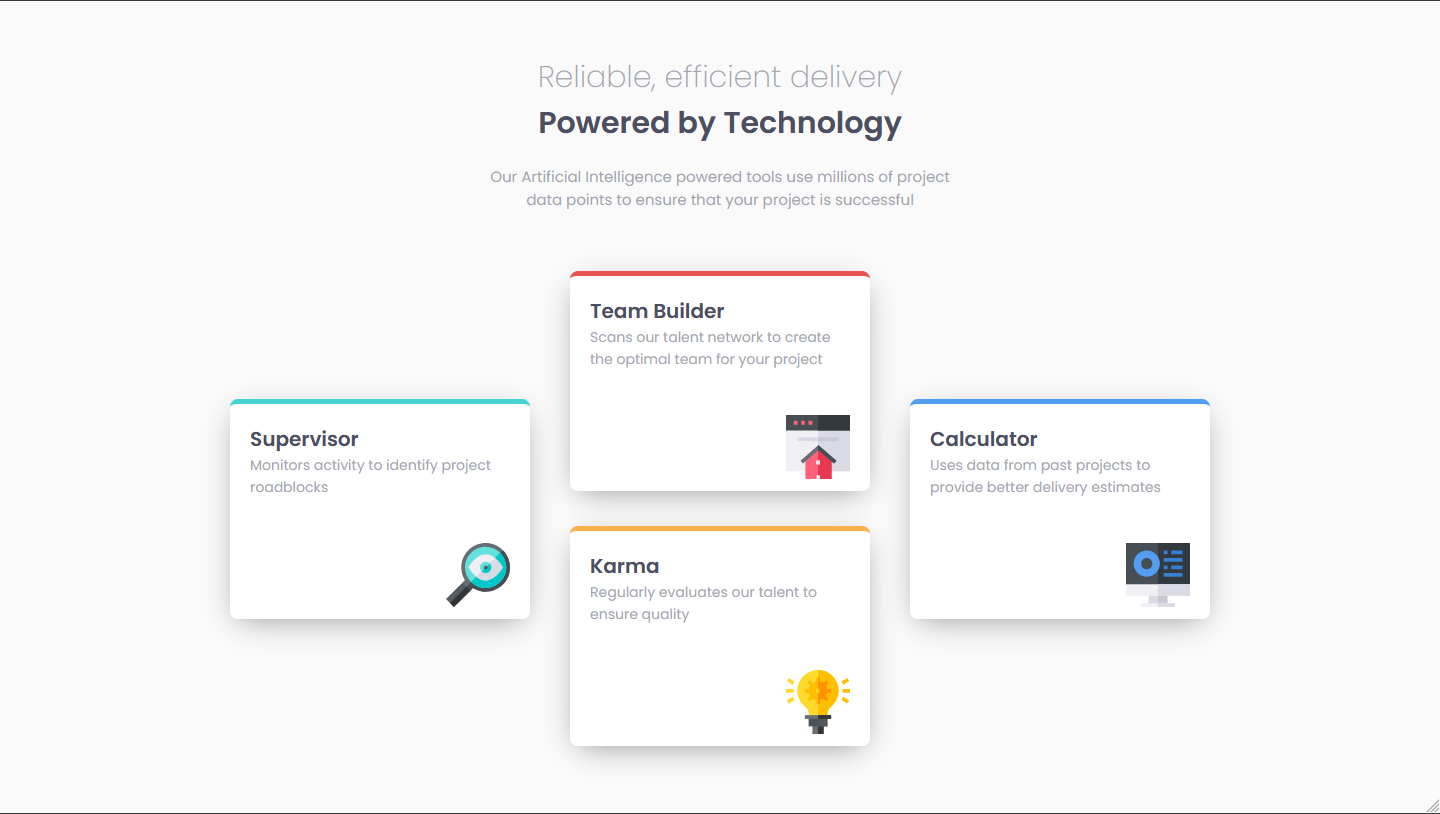 Reliable, efficient delivery
Powered by Technology
Our Artificial Intelligence powered tools use millions of project
data points to ensure that your project is successful
Team Builder
Scans our talent network to create
the optimal team for your project
Supervisor
Monitors activity to identify project
roadblocks
Calculator
Uses data from past projects to
provide better delivery estimates
Karma
Regularly evaluates our talent to
ensure quality